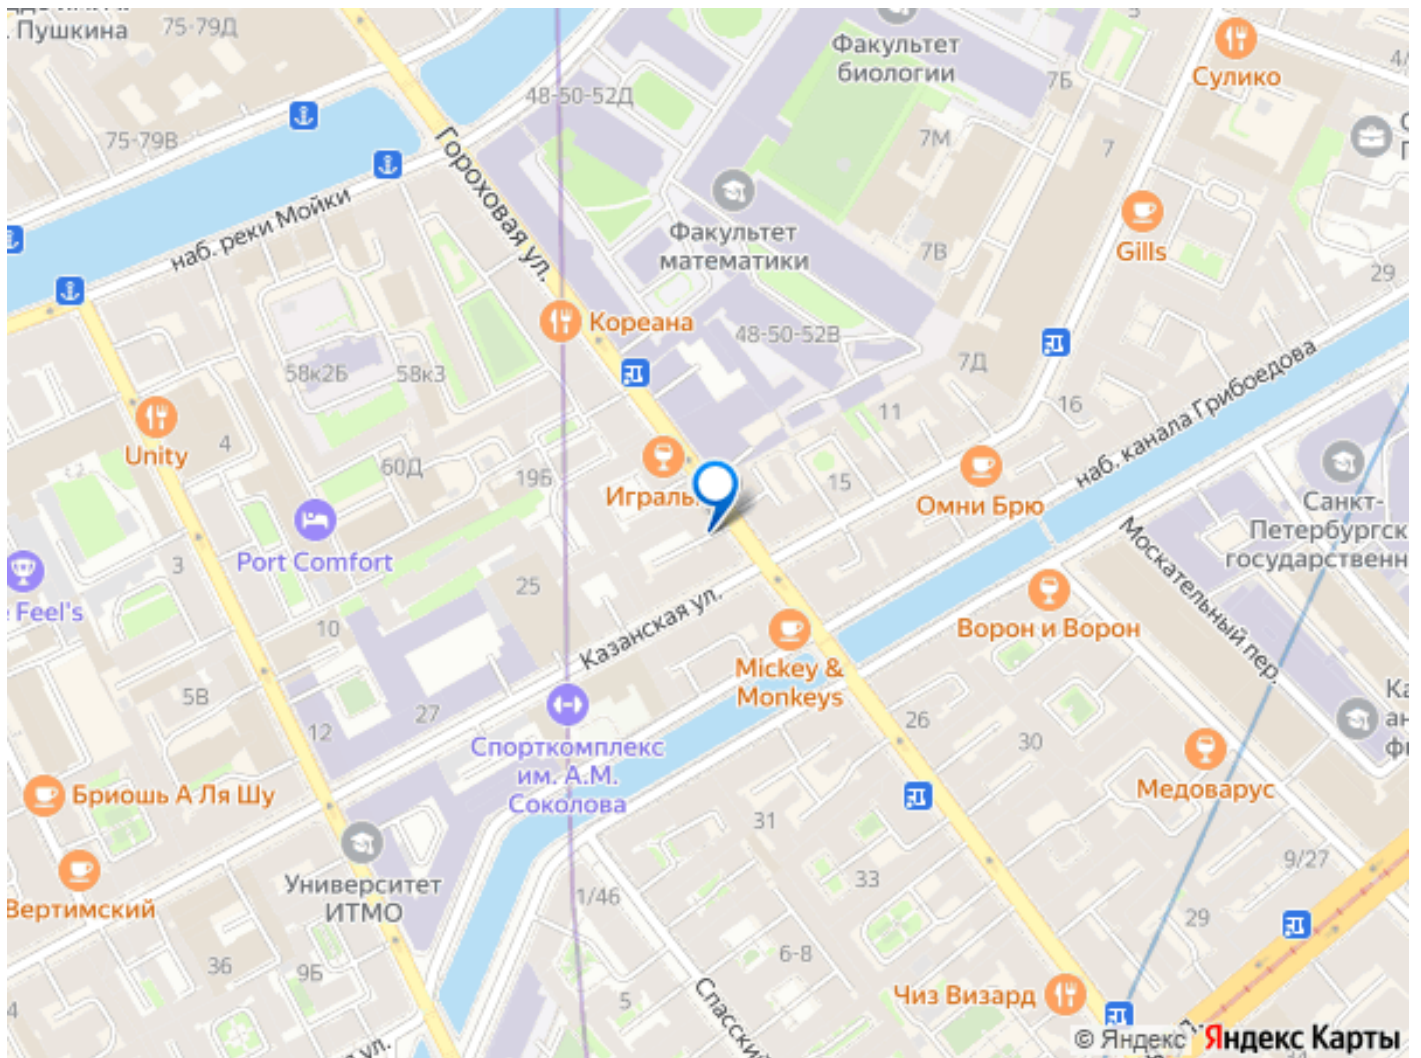 . Пушкина
75-79Д
48-50-52Д
Факультет
биологии
Сулико
7Б
75-79В
7М
7
Гороховая ул.
наб. реки Мойки
Факультет
математики
7В
Gills
29
Кореана
48-50-52В
7Д
58к2Б
58к3
11
16
наб. канала Грибоедова
Unity
4
60Д
19Б
Играль
15
Омни Брю
Санкт-
Петербургск
государственн
Port Comfort
3
Feel's
25
Москательный пер.
10
Казанская ул.
Ворон и Ворон
Mickey &
Monkeys
5В
27
12
26
30
Спорткомплекс
им. А.М.
Соколова
Медоварус
Бриошь А Ля Шу
31
9/27
Университет
ИТМО
33
1/46
Вертимский
29
36
9Б
6-8
5
Спасский
Чиз Визард
4
ул.
© Яндекс Яндекс Карты